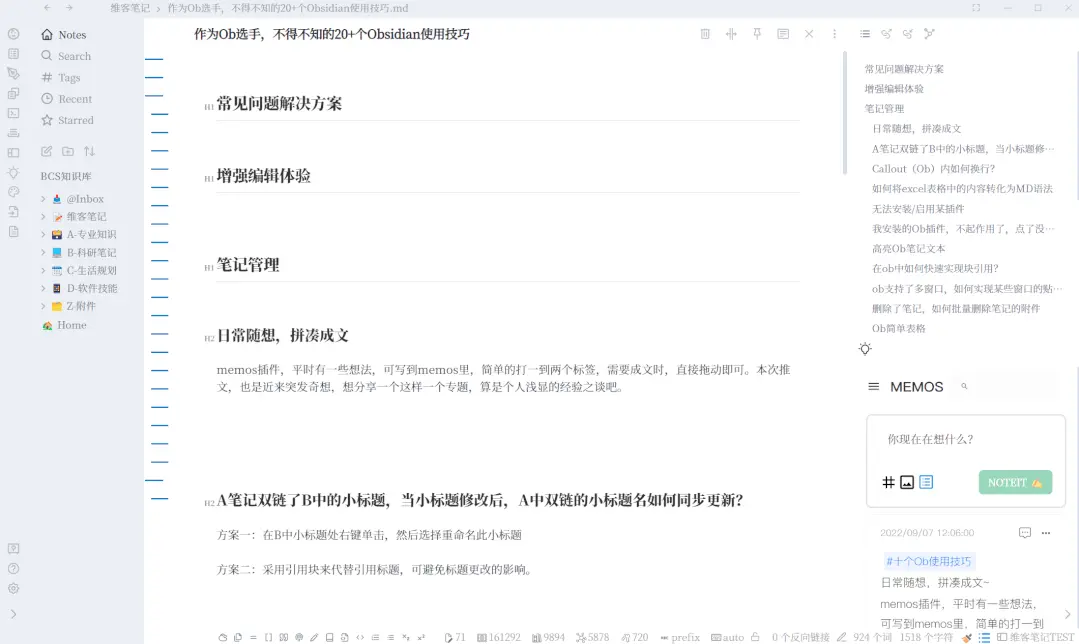 维客笔记 › 作为Ob选手，不得不知的20+个Obsidian使用技巧.md
Notes
Search
Tags
Recent
Starred
BCS知识库
@Inbox
维客笔记
A-专业知识
B-科研笔记
C-生活规划
D-软件技能
Z-附件
Home
作为Ob选手，不得不知的20+个Obsidian使用技巧
H1 常见问题解决方案
H1 增强编辑体验
H1 笔记管理
H2 日常随想，拼凑成文
memos插件，平时有一些想法，可写到memos里，简单的打一到两个标签，需要成文时，直接拖动即可。本次推
文，也是近来突发奇想，想分享一个这样一个专题，算是个人浅显的经验之谈吧。
H2 A笔记双链了B中的小标题，当小标题修改后，A中双链的小标题名如何同步更新？
方案一：在B中小标题处右键单击，然后选择重命名此小标题
方案二：采用引用块来代替引用标题，可避免标题更改的影响。
常见问题解决方案
增强编辑体验
笔记管理
日常随想，拼凑成文
A笔记双链了B中的小标题，当小标题修…
Callout（Ob）内如何换行？
如何将excel表格中的内容转化为MD语法
无法安装/启用某插件
我安装的Ob插件，不起作用了，点了没…
高亮Ob笔记文本
在ob中如何快速实现块引用？
ob支持了多窗口，如何实现某些窗口的贴…
删除了笔记，如何批量删除笔记的附件
Ob简单表格
MEMOS
你现在在想什么？
NOTEIT
2022/09/07 12:06:00
#十个Ob使用技巧
日常随想，拼凑成文~
memos插件，平时有一些想法，
可写到memos里，简单的打一
71 161292 9894 5878 720 prefix auto 0 个反向链接 924 个词 1518 个字符 维客笔记TEST